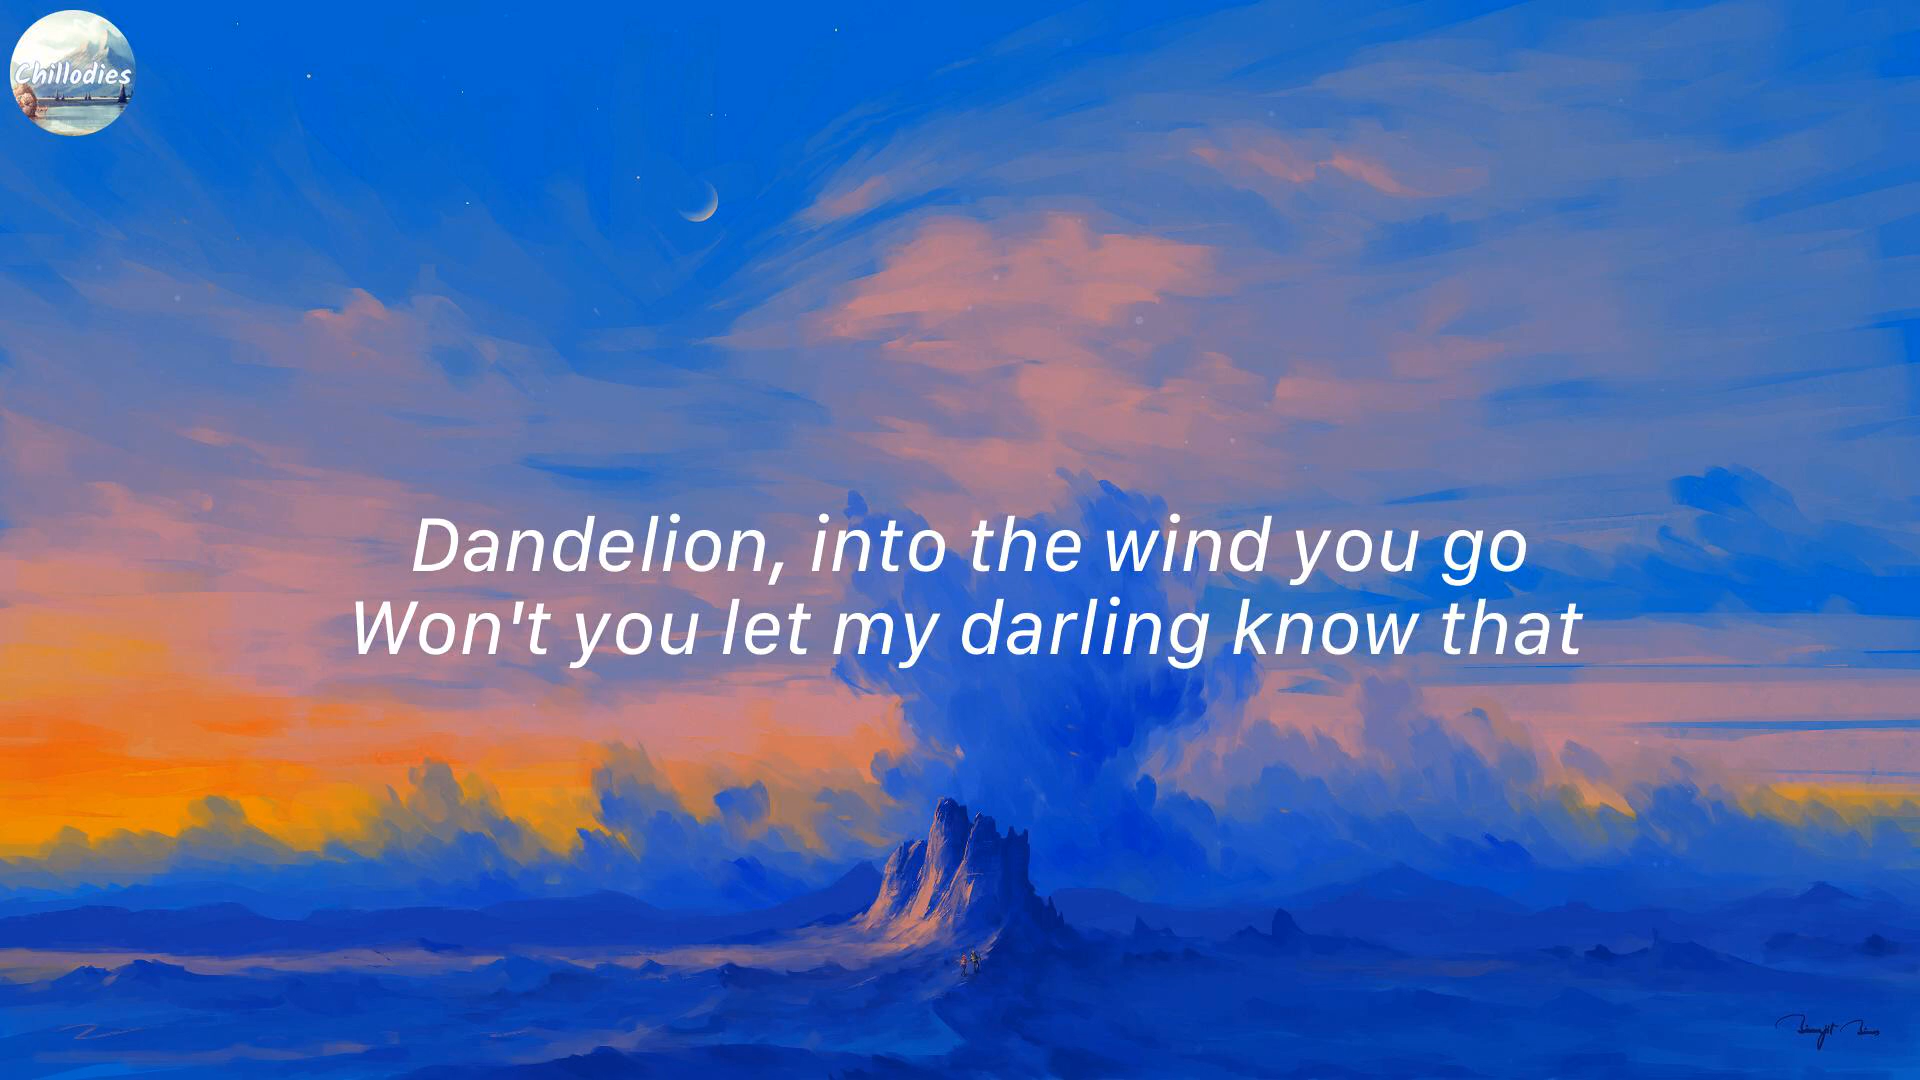 Chillodies
Dandelion, into the wind you go
Won't you let my darling know that